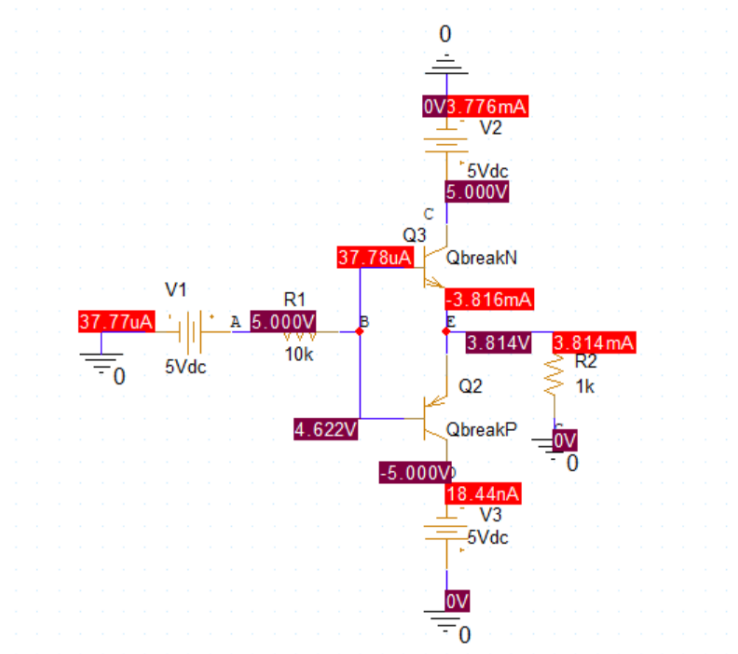 0
0V 3.776mA
V2
5Vdc
5.000V
C
Q3
37.78uA QbreakN
V1
-3.816mA
R1
37.77uA A 5.000V B E
3.814V 3.814mA
10k
5Vdc
R2
0
1k
Q2
4.622V QbreakP
0V
0
-5.000V
18.44nA
V3
5Vdc
0V
0